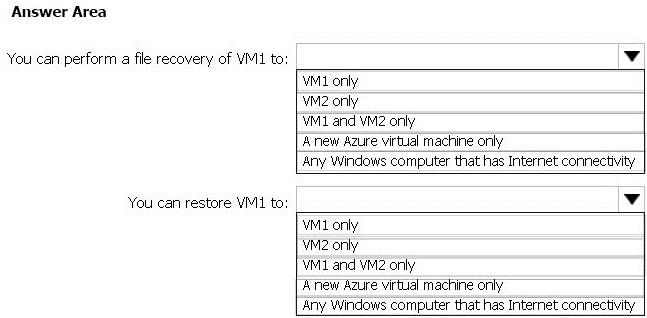 Answer Area
You can perform a file recovery of VM1 to:
VM1 only
VM2 only
VM1 and VM2 only
A new Azure virtual machine only
Any Windows computer that has Internet connectivity
You can restore VM1 to:
VM1 only
VM2 only
VM1 and VM2 only
A new Azure virtual machine only
Any Windows computer that has Internet connectivity